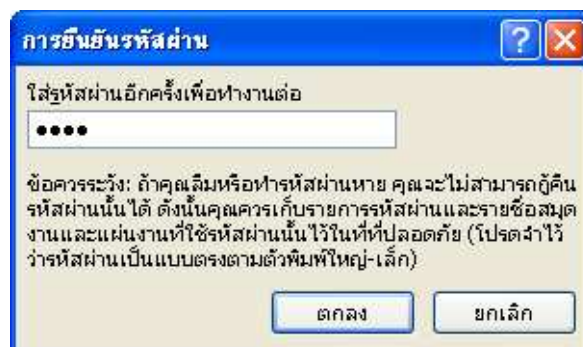 การยืนยันรหัสผ่าน
ใส่รหัสผ่านอีกครั้งเพื่อทำงานต่อ
••••
ข้อควรระวัง: ถ้าคุณลืมหรือทำรหัสผ่านหาย คุณจะไม่สามารถกู้คืน
รหัสผ่านนั้นได้ ดังนั้นคุณควรเก็บรายการรหัสผ่านและรายชื่อสมุด
งานและแผ่นงานที่ใช้รหัสผ่านนั้นไว้ในที่ที่ปลอดภัย (โปรดจำไว้
ว่ารหัสผ่านเป็นแบบตรงตามตัวพิมพ์ใหญ่-เล็ก)
ตกลง ยกเลิก